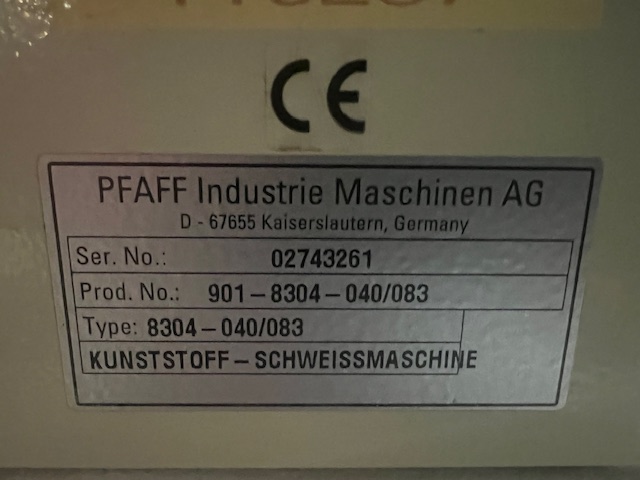 CE
PFAFF Industrie Maschinen AG
D - 67655 Kaiserslautern, Germany
Ser. No.: 02743261
Prod. No.: 901-8304-040/083
Type: 8304-040/083
KUNSTSTOFF-SCHWEISSMASCHINE